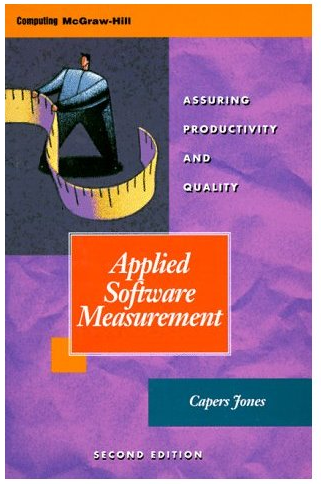 Computing McGraw-Hill
ASSURING
PRODUCTIVITY
AND
QUALITY
Applied
Software
Measurement
Capers Jones
SECOND EDITION